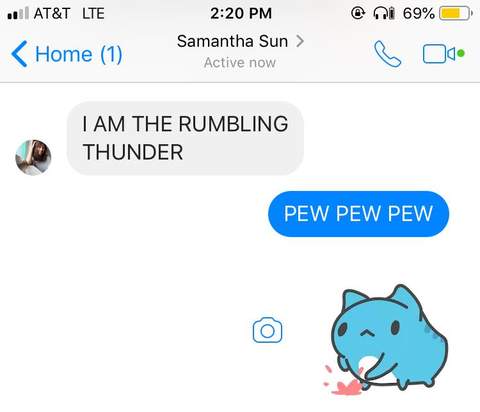 AT&T LTE 2:20 PM 69%
Home (1) Samantha Sun
Active now
I AM THE RUMBLING
THUNDER
PEW PEW PEW